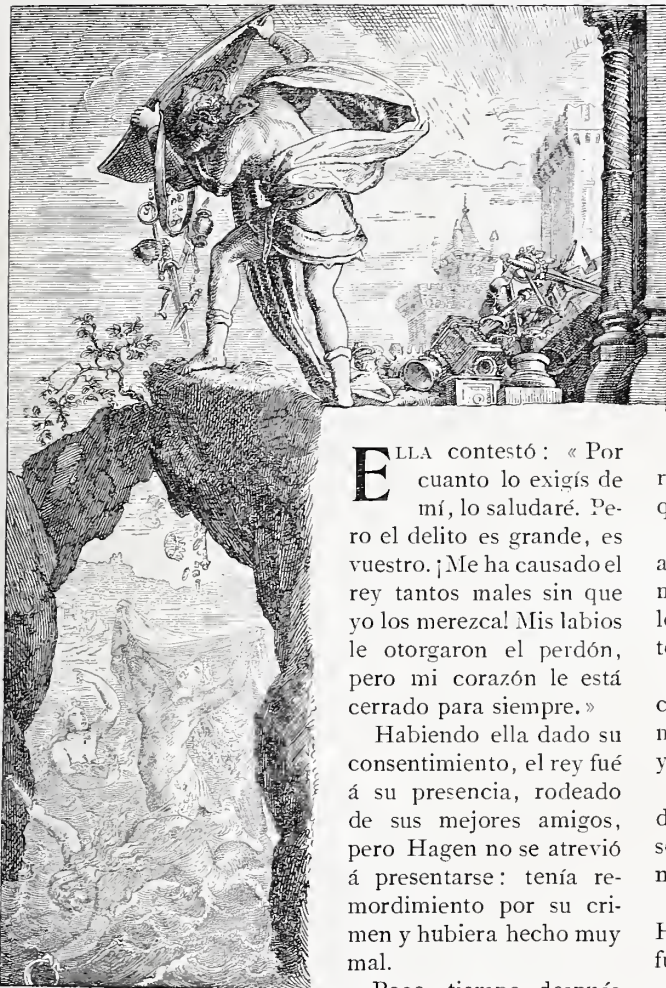 ELLA contestó: « Por
cuanto lo exigís de
mí, lo saludaré. Pe-
ro el delito es grande, es
vuestro. ¡Me ha causado el
rey tantos males sin que
yo los merezca! Mis labios
le otorgaron el perdón,
pero mi corazón le está
cerrado para siempre. »
Habiendo ella dado su
consentimiento, el rey fué
á su presencia, rodeado
de sus mejores amigos,
pero Hagen no se atrevió
á presentarse: tenía re-
mordimiento por su cri-
men y hubiera hecho muy
mal.
Poco tiempo después